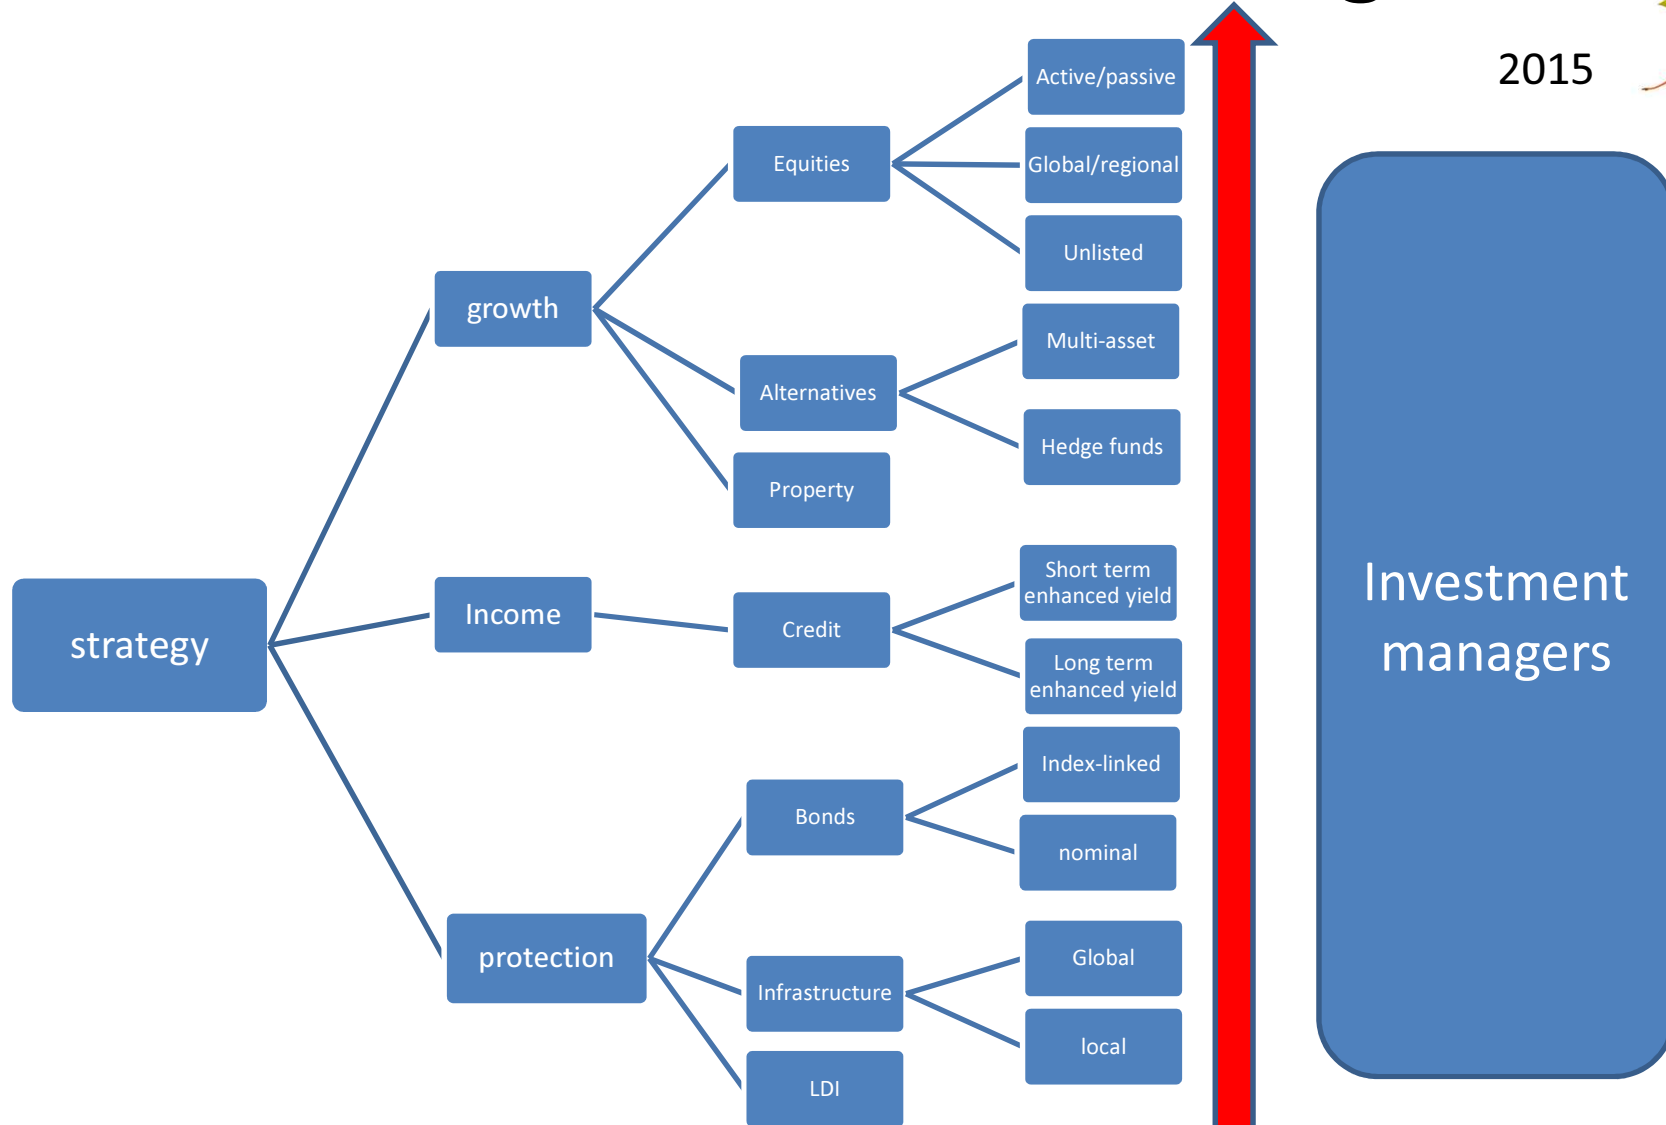 2015
Active/passive
Equities
Global/regional
Unlisted
growth
Multi-asset
Alternatives
Hedge funds
Property
Short term
enhanced yield
Income
Credit
strategy
Long term
enhanced yield
Investment
managers
Index-linked
Bonds
nominal
protection
Global
Infrastructure
local
LDI